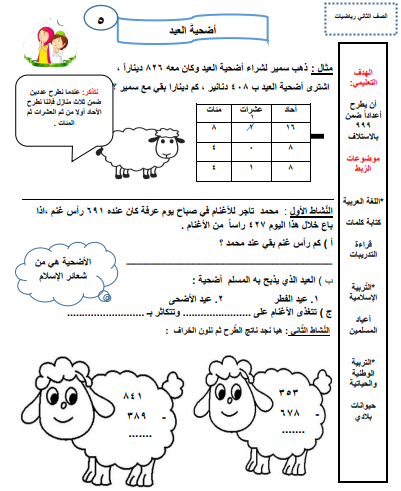 الصف الثاني رياضيات
أضحية العيد
٥
مثال : ذهب سمير لشراء أضحية العيد وكان معه ٨٢٦ ديناراً ،
اشترى أضحية العيد ب ٤٠٨ دنانير ، كم دينارا بقي مع سمير ؟
نتذكر: عندما نطرح عددين
ضمن ثلاث منازل فإننا نطرح
الآحاد أولا من ثم العشرات ثم
المئات .
آحاد عشرات مئات
١
١٦ ٢ ٨
٨ ٠ ٤
٨ ١ ٤
النشاط الأول : محمد تاجر للأغنام في صباح يوم عرفة كان عنده ٦٩١ رأس غنم ،اذا
باع خلال هذا اليوم ٤٢٧ راساً من الأغنام .
أ ) كم رأس غنم بقي عند محمد ؟
ب ) العيد الذي يذبح به المسلم أضحية :
١. عيد الفطر ٢. عيد الأضحى
ج ) تتغذى الأغنام على .................... وتتكاثر بـ ........................
الأضحية هي من
شعائر الإسلام
النشاط الثاني : هيا نجد ناتج الطرح ثم نلون الخراف :
٣٥٣
٦٧٨ -
.......
٨٤١
٣٨٩ -
.......
الهدف
التعليمي:
أن يطرح
أعداداً ضمن
٩٩٩
بالاستلاف
موضوعات
الربط
*اللغة العربية
كتابة كلمات
قراءة
التدريبات
*التربية
الإسلامية
أعياد
المسلمين
*التربية
الوطنية
والحياتية
حيوانات
بلادي